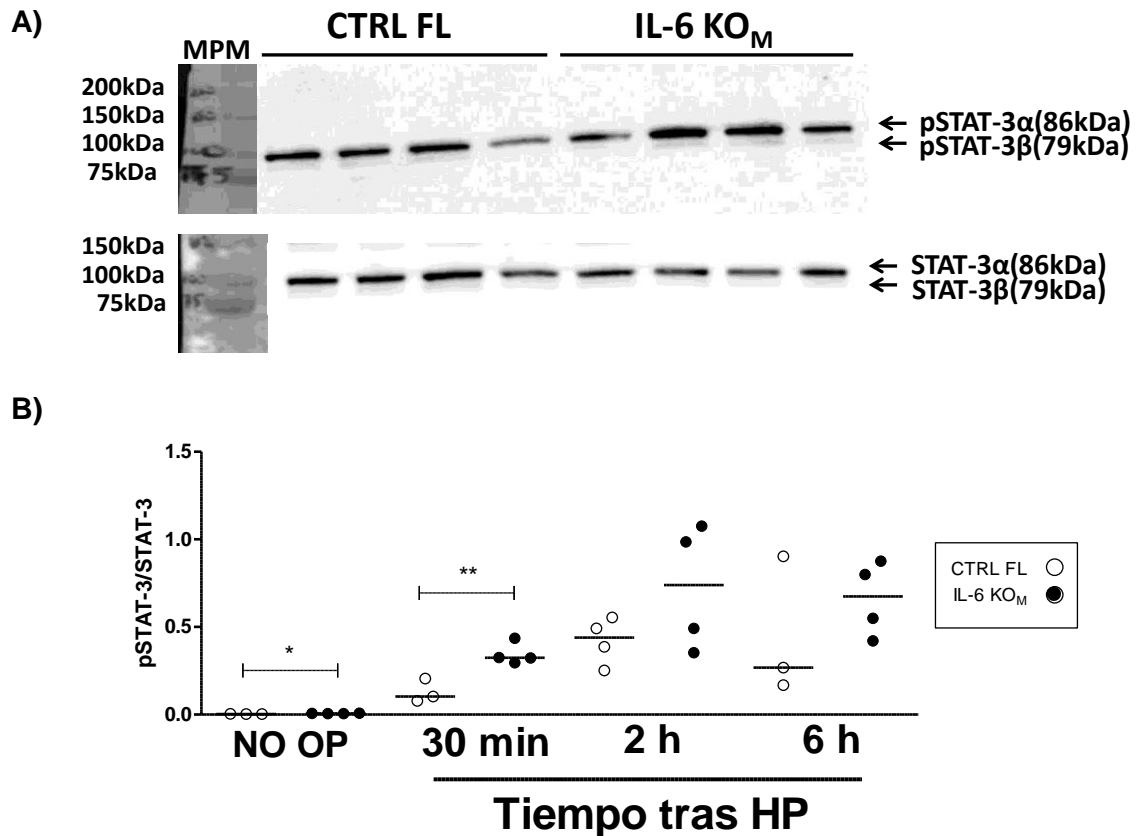 A)
CTRL FL
IL-6 KOM
MPM
200kDa
150kDa
100kDa
75kDa
pSTAT-3α(86kDa)
pSTAT-3β(79kDa)
150kDa
100kDa
75kDa
STAT-3α(86kDa)
STAT-3β(79kDa)
B)
pSTAT-3/STAT-3
1.5
1.0
0.5
0.0
*
**
CTRL FL
IL-6 KOM
NO OP
30 min
2 h
6 h
Tiempo tras HP